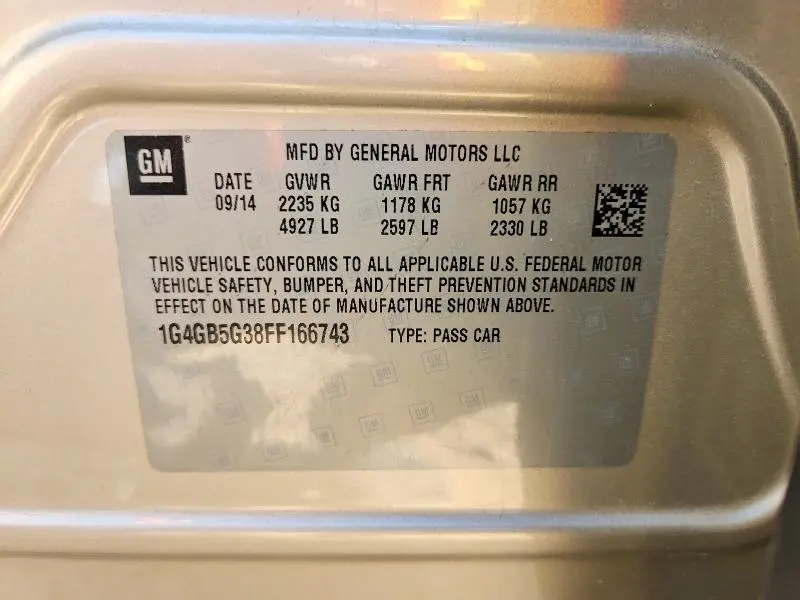 GM
MFD BY GENERAL MOTORS LLC
DATE GVWR GAWR FRT GAWR RR
09/14 2235 KG 1178 KG 1057 KG
4927 LB 2597 LB 2330 LB
THIS VEHICLE CONFORMS TO ALL APPLICABLE U.S. FEDERAL MOTOR
VEHICLE SAFETY, BUMPER, AND THEFT PREVENTION STANDARDS IN
EFFECT ON THE DATE OF MANUFACTURE SHOWN ABOVE.
1G4GB5G38FF166743 TYPE: PASS CAR